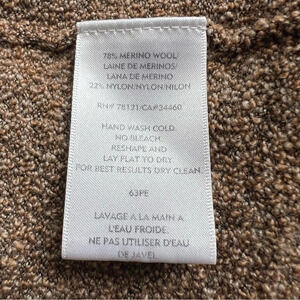 78% MERINO WOOL/
LAINE DE MERINOS/
LANA DE MERINO
22% NYLON/NYLON/NILON
RN# 78121/CA#34460
HAND WASH COLD.
NO BLEACH.
RESHAPE AND
LAY FLAT TO DRY
FOR BEST RESULTS DRY CLEAN.
63PE
LAVAGE A LA MAIN A
L'EAU FROIDE.
NE PAS UTILISER D'EAU
DE JAVEL.